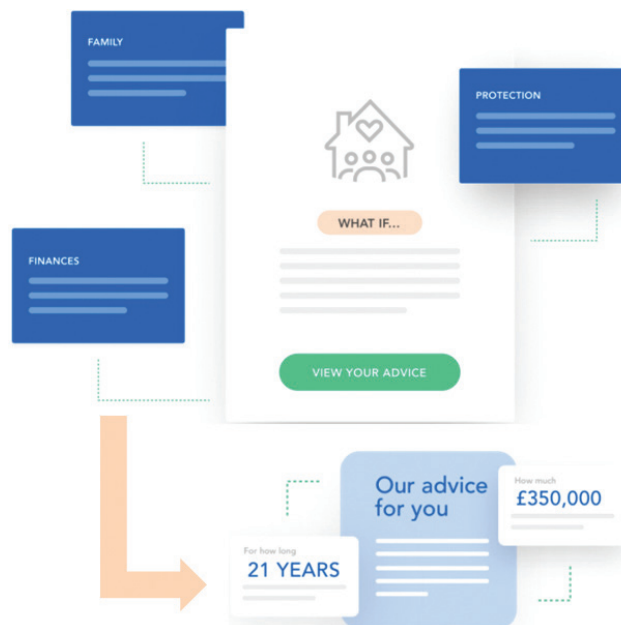 FAMILY
PROTECTION
WHAT IF...
FINANCES
VIEW YOUR ADVICE
Our advice
for you
How much
£350,000
For how long
21 YEARS